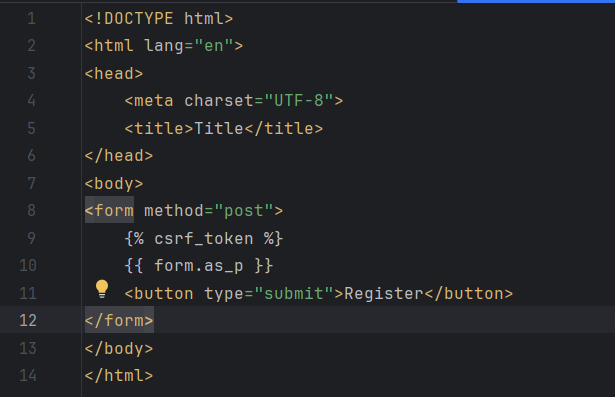 1 <!DOCTYPE html>
2 <html lang="en">
3 <head>
4     <meta charset="UTF-8">
5     <title>Title</title>
6 </head>
7 <body>
8 <form method="post">
9     {% csrf_token %}
10     {{ form.as_p }}
11     <button type="submit">Register</button>
12 </form>
13 </body>
14 </html>